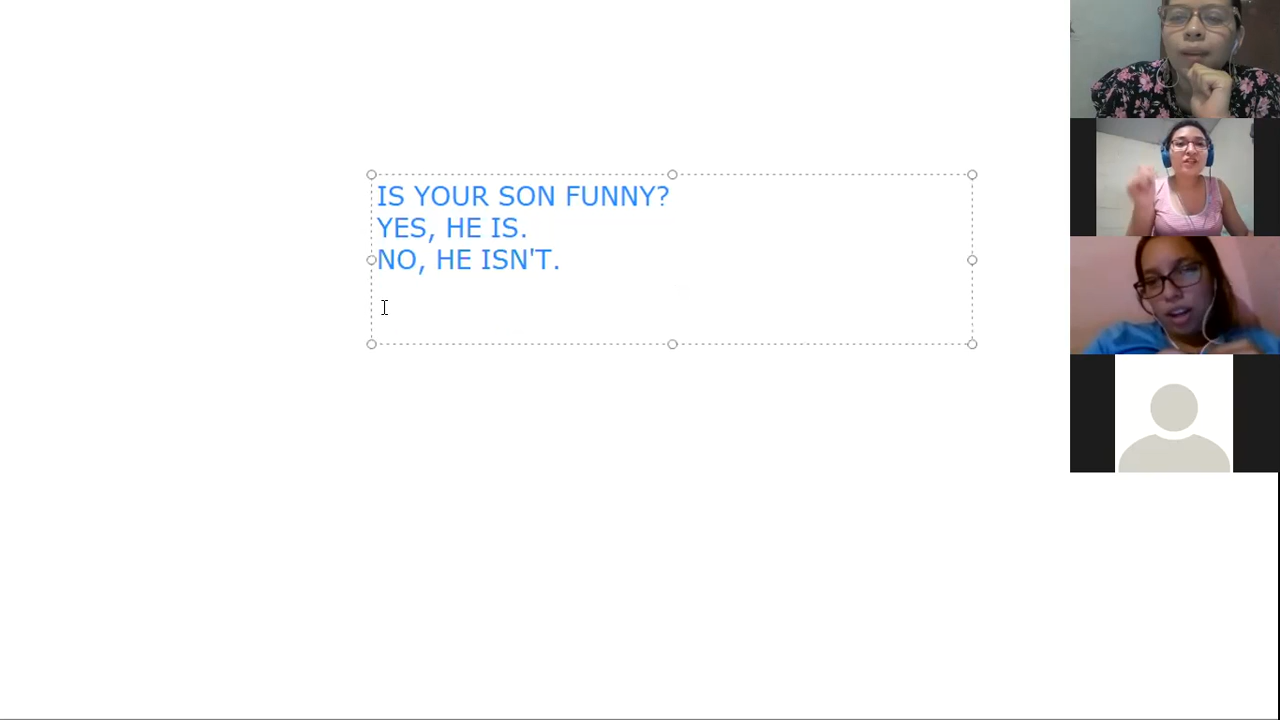 IS YOUR SON FUNNY?
YES, HE IS.
NO, HE ISN'T.